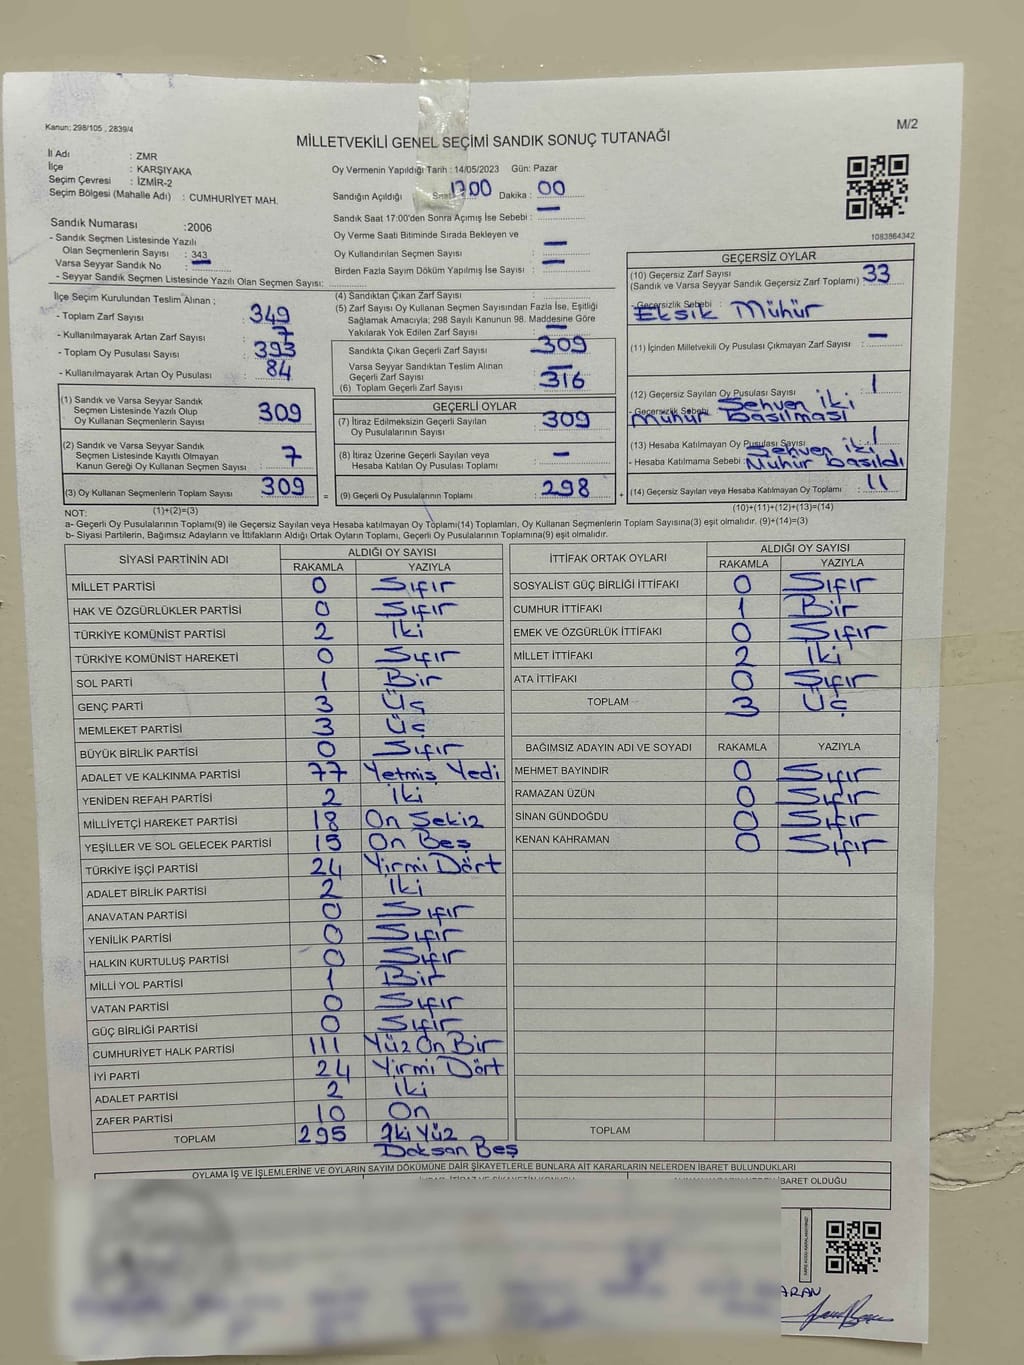 Kanun; 298/105 , 2839/4
M/2
MİLLETVEKİLİ GENEL SEÇİMİ SANDIK SONUÇ TUTANAĞI
İl Adı : ZMR
İlçe : KARŞIYAKA
Seçim Çevresi : İZMİR-2
Seçim Bölgesi (Mahalle Adı) : CUMHURİYET MAH.
Oy Vermenin Yapıldığı Tarih : 14/05/2023 Gün: Pazar
Sandığın Açıldığı Saat 17.00 Dakika : 00
Sandık Saat 17:00'den Sonra Açımış İse Sebebi : —
Oy Verme Saati Bitiminde Sırada Bekleyen ve
Oy Kullandırılan Seçmen Sayısı : —
Birden Fazla Sayım Döküm Yapılmış İse Sayısı : —
1083864342
Sandık Numarası :2006
- Sandık Seçmen Listesinde Yazılı
Olan Seçmenlerin Sayısı : 343
Varsa Seyyar Sandık No : —
- Seyyar Sandık Seçmen Listesinde Yazılı Olan Seçmen Sayısı:
İlçe Seçim Kurulundan Teslim Alınan ;
- Toplam Zarf Sayısı : 349
- Kullanılmayarak Artan Zarf Sayısı : 7
- Toplam Oy Pusulası Sayısı : 393
- Kullanılmayarak Artan Oy Pusulası : 84
(1) Sandık ve Varsa Seyyar Sandık
Seçmen Listesinde Yazılı Olup
Oy Kullanan Seçmenlerin Sayısı : 309
(2) Sandık ve Varsa Seyyar Sandık
Seçmen Listesinde Kayıtlı Olmayan
Kanun Gereği Oy Kullanan Seçmen Sayısı : 7
(3) Oy Kullanan Seçmenlerin Toplam Sayısı : 309 =
(4) Sandıktan Çıkan Zarf Sayısı :
(5) Zarf Sayısı Oy Kullanan Seçmen Sayısından Fazla İse, Eşitliği
Sağlamak Amacıyla; 298 Sayılı Kanunun 98. Maddesine Göre
Yakılarak Yok Edilen Zarf Sayısı : —
Sandıkta Çıkan Geçerli Zarf Sayısı : 309
Varsa Seyyar Sandıktan Teslim Alınan
Geçerli Zarf Sayısı : —
(6) Toplam Geçerli Zarf Sayısı : 316
GEÇERLİ OYLAR
(7) İtiraz Edilmeksizin Geçerli Sayılan
Oy Pusulalarının Sayısı : 309
(8) İtiraz Üzerine Geçerli Sayılan veya
Hesaba Katılan Oy Pusulası Toplamı : —
(9) Geçerli Oy Pusulalarının Toplamı : 298 +
GEÇERSİZ OYLAR
(10) Geçersiz Zarf Sayısı : 33
(Sandık ve Varsa Seyyar Sandık Geçersiz Zarf Toplamı)
- Geçersizlik Sebebi :
Eksik Mühür
(11) İçinden Milletvekili Oy Pusulası Çıkmayan Zarf Sayısı : —
(12) Geçersiz Sayılan Oy Pusulası Sayısı : 1
- Geçersizlik Sebebi Sehven iki
Mühür Basılması
(13) Hesaba Katılmayan Oy Pusulası Sayısı : 1
- Hesaba Katılmama Sebebi : Sehven iki
Mühür basıldı
(14) Geçersiz Sayılan veya Hesaba Katılmayan Oy Toplamı : 11
NOT: (1)+(2)=(3) (10)+(11)+(12)+(13)=(14)
a- Geçerli Oy Pusulalarının Toplamı(9) ile Geçersiz Sayılan veya Hesaba katılmayan Oy Toplamı(14) Toplamları, Oy Kullanan Seçmenlerin Toplam Sayısına(3) eşit olmalıdır. (9)+(14)=(3)
b- Siyasi Partilerin, Bağımsız Adayların ve İttifakların Aldığı Ortak Oyların Toplamı, Geçerli Oy Pusulalarının Toplamına(9) eşit olmalıdır.
SİYASİ PARTİNİN ADI ALDIĞI OY SAYISI
RAKAMLA YAZIYLA
MİLLET PARTİSİ 0 Sıfır
HAK VE ÖZGÜRLÜKLER PARTİSİ 0 Sıfır
TÜRKİYE KOMÜNİST PARTİSİ 2 İki
TÜRKİYE KOMÜNİST HAREKETİ 0 Sıfır
SOL PARTİ 1 Bir
GENÇ PARTİ 3 Üç
MEMLEKET PARTİSİ 3 Üç
BÜYÜK BİRLİK PARTİSİ 0 Sıfır
ADALET VE KALKINMA PARTİSİ 77 Yetmiş Yedi
YENİDEN REFAH PARTİSİ 2 İki
MİLLİYETÇİ HAREKET PARTİSİ 18 On Sekiz
YEŞİLLER VE SOL GELECEK PARTİSİ 15 On Beş
TÜRKİYE İŞÇİ PARTİSİ 24 Yirmi Dört
ADALET BİRLİK PARTİSİ 2 İki
ANAVATAN PARTİSİ 0 Sıfır
YENİLİK PARTİSİ 0 Sıfır
HALKIN KURTULUŞ PARTİSİ 0 Sıfır
MİLLİ YOL PARTİSİ 1 Bir
VATAN PARTİSİ 0 Sıfır
GÜÇ BİRLİĞİ PARTİSİ 0 Sıfır
CUMHURİYET HALK PARTİSİ 111 Yüz On Bir
İYİ PARTİ 24 Yirmi Dört
ADALET PARTİSİ 2 İki
ZAFER PARTİSİ 10 On
TOPLAM 295 İki Yüz
Doksan Beş
İTTİFAK ORTAK OYLARI ALDIĞI OY SAYISI
RAKAMLA YAZIYLA
SOSYALİST GÜÇ BİRLİĞİ İTTİFAKI 0 Sıfır
CUMHUR İTTİFAKI 1 Bir
EMEK VE ÖZGÜRLÜK İTTİFAKI 0 Sıfır
MİLLET İTTİFAKI 2 İki
ATA İTTİFAKI 0 Sıfır
TOPLAM 3 Üç
BAĞIMSIZ ADAYIN ADI VE SOYADI RAKAMLA YAZIYLA
MEHMET BAYINDIR 0 Sıfır
RAMAZAN ÜZÜN 0 Sıfır
SİNAN GÜNDOĞDU 0 Sıfır
KENAN KAHRAMAN 0 Sıfır
TOPLAM
OYLAMA İŞ VE İŞLEMLERİNE VE OYLARIN SAYIM DÖKÜMÜNE DAİR ŞİKAYETLERLE BUNLARA AİT KARARLARIN NELERDEN İBARET BULUNDUKLARI
İBARET OLDUĞU
ARAN